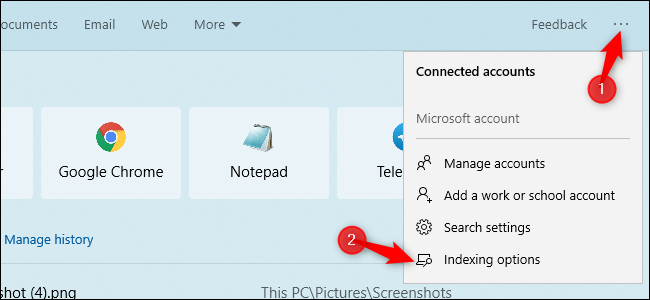 ocuments Email Web More Feedback ...
1
Connected accounts
Microsoft account
Manage accounts
Add a work or school account
Search settings
2
Indexing options
r
Google Chrome
Notepad
Tele
Manage history
shot (4).png
This PC\Pictures\Screenshots